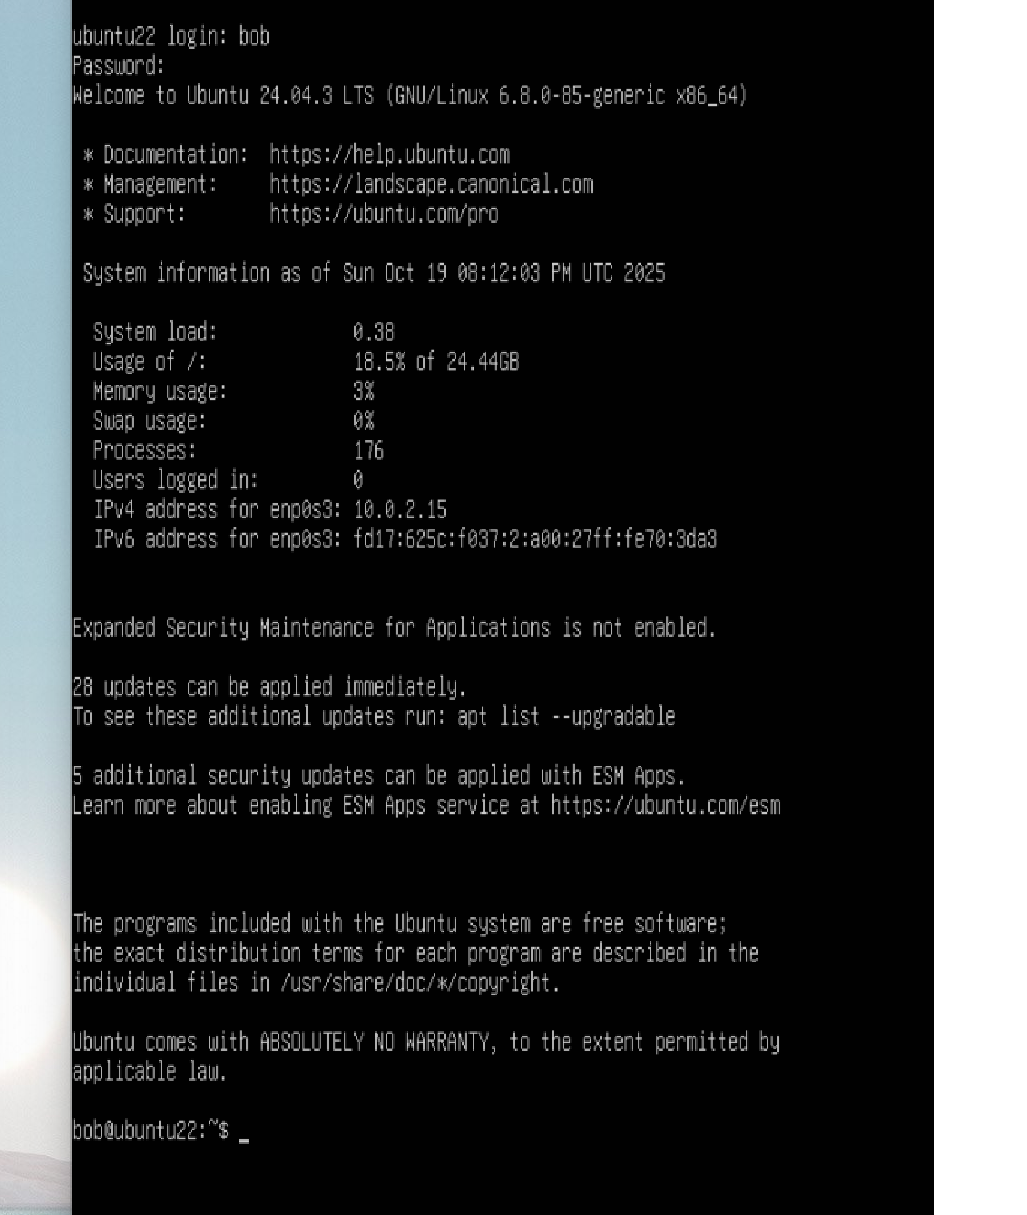 ubuntu22 login: bob
Password:
Welcome to Ubuntu 24.04.3 LTS (GNU/Linux 6.8.0-85-generic x86_64)
* Documentation:  https://help.ubuntu.com
* Management:     https://landscape.canonical.com
* Support:        https://ubuntu.com/pro
System information as of Sun Oct 19 08:12:03 PM UTC 2025
System load:             0.38
Usage of /:              18.5% of 24.44GB
Memory usage:            3%
Swap usage:              0%
Processes:               176
Users logged in:         0
IPv4 address for enp0s3: 10.0.2.15
IPv6 address for enp0s3: fd17:625c:f037:2:a00:27ff:fe70:3da3
Expanded Security Maintenance for Applications is not enabled.
28 updates can be applied immediately.
To see these additional updates run: apt list --upgradable
5 additional security updates can be applied with ESM Apps.
Learn more about enabling ESM Apps service at https://ubuntu.com/esm
The programs included with the Ubuntu system are free software;
the exact distribution terms for each program are described in the
individual files in /usr/share/doc/*/copyright.
Ubuntu comes with ABSOLUTELY NO WARRANTY, to the extent permitted by
applicable law.
bob@ubuntu22:~$ _